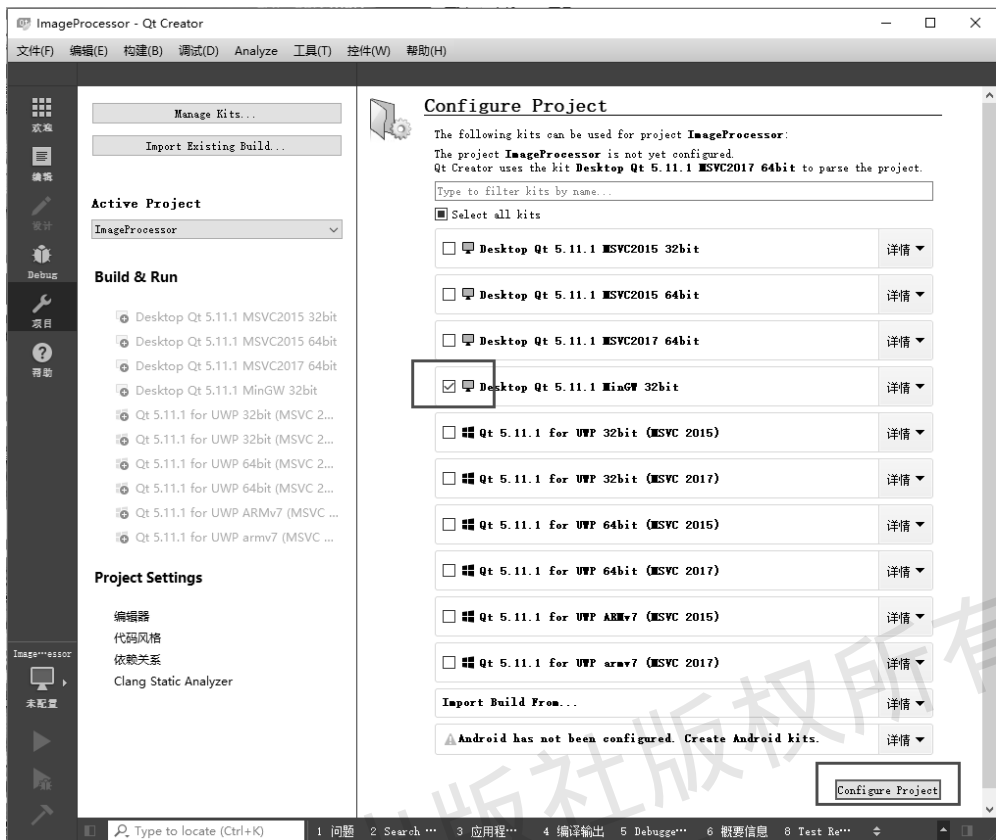 ImageProcessor - Qt Creator
文件(F) 编辑(E) 构建(B) 调试(D) Analyze 工具(T) 控件(W) 帮助(H)
欢迎
编辑
设计
Debug
项目
帮助
Image···essor
未配置
Manage Kits...
Import Existing Build...
Active Project
ImageProcessor
Build & Run
Desktop Qt 5.11.1 MSVC2015 32bit
Desktop Qt 5.11.1 MSVC2015 64bit
Desktop Qt 5.11.1 MSVC2017 64bit
Desktop Qt 5.11.1 MinGW 32bit
Qt 5.11.1 for UWP 32bit (MSVC 2...
Qt 5.11.1 for UWP 32bit (MSVC 2...
Qt 5.11.1 for UWP 64bit (MSVC 2...
Qt 5.11.1 for UWP 64bit (MSVC 2...
Qt 5.11.1 for UWP ARMv7 (MSVC ...
Qt 5.11.1 for UWP armv7 (MSVC ...
Project Settings
编辑器
代码风格
依赖关系
Clang Static Analyzer
Configure Project
The following kits can be used for project ImageProcessor:
The project ImageProcessor is not yet configured.
Qt Creator uses the kit Desktop Qt 5.11.1 MSVC2017 64bit to parse the project.
Type to filter kits by name...
Select all kits
Desktop Qt 5.11.1 MSVC2015 32bit 详情
Desktop Qt 5.11.1 MSVC2015 64bit 详情
Desktop Qt 5.11.1 MSVC2017 64bit 详情
Desktop Qt 5.11.1 MinGW 32bit 详情
Qt 5.11.1 for UWP 32bit (MSVC 2015) 详情
Qt 5.11.1 for UWP 32bit (MSVC 2017) 详情
Qt 5.11.1 for UWP 64bit (MSVC 2015) 详情
Qt 5.11.1 for UWP 64bit (MSVC 2017) 详情
Qt 5.11.1 for UWP ARMv7 (MSVC 2015) 详情
Qt 5.11.1 for UWP armv7 (MSVC 2017) 详情
Import Build From... 详情
Android has not been configured. Create Android kits. 详情
Configure Project
Type to locate (Ctrl+K) 1 问题 2 Search ··· 3 应用程··· 4 编译输出 5 Debugge··· 6 概要信息 8 Test Re···
出版社版权所有